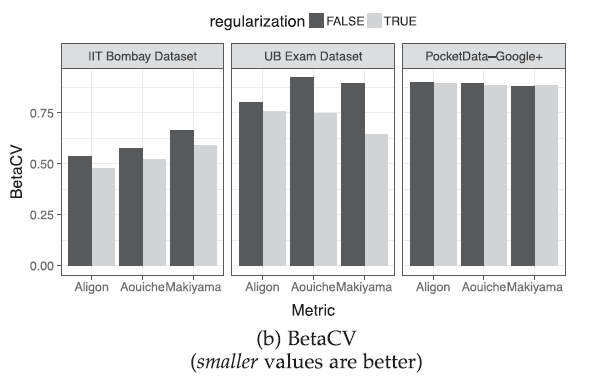 regularization FALSE TRUE
IIT Bombay Dataset UB Exam Dataset PocketData−Google+
BetaCV
0.75
0.50
0.25
0.00
Aligon Aouiche Makiyama Aligon Aouiche Makiyama Aligon Aouiche Makiyama
Metric
(b) BetaCV
(smaller values are better)